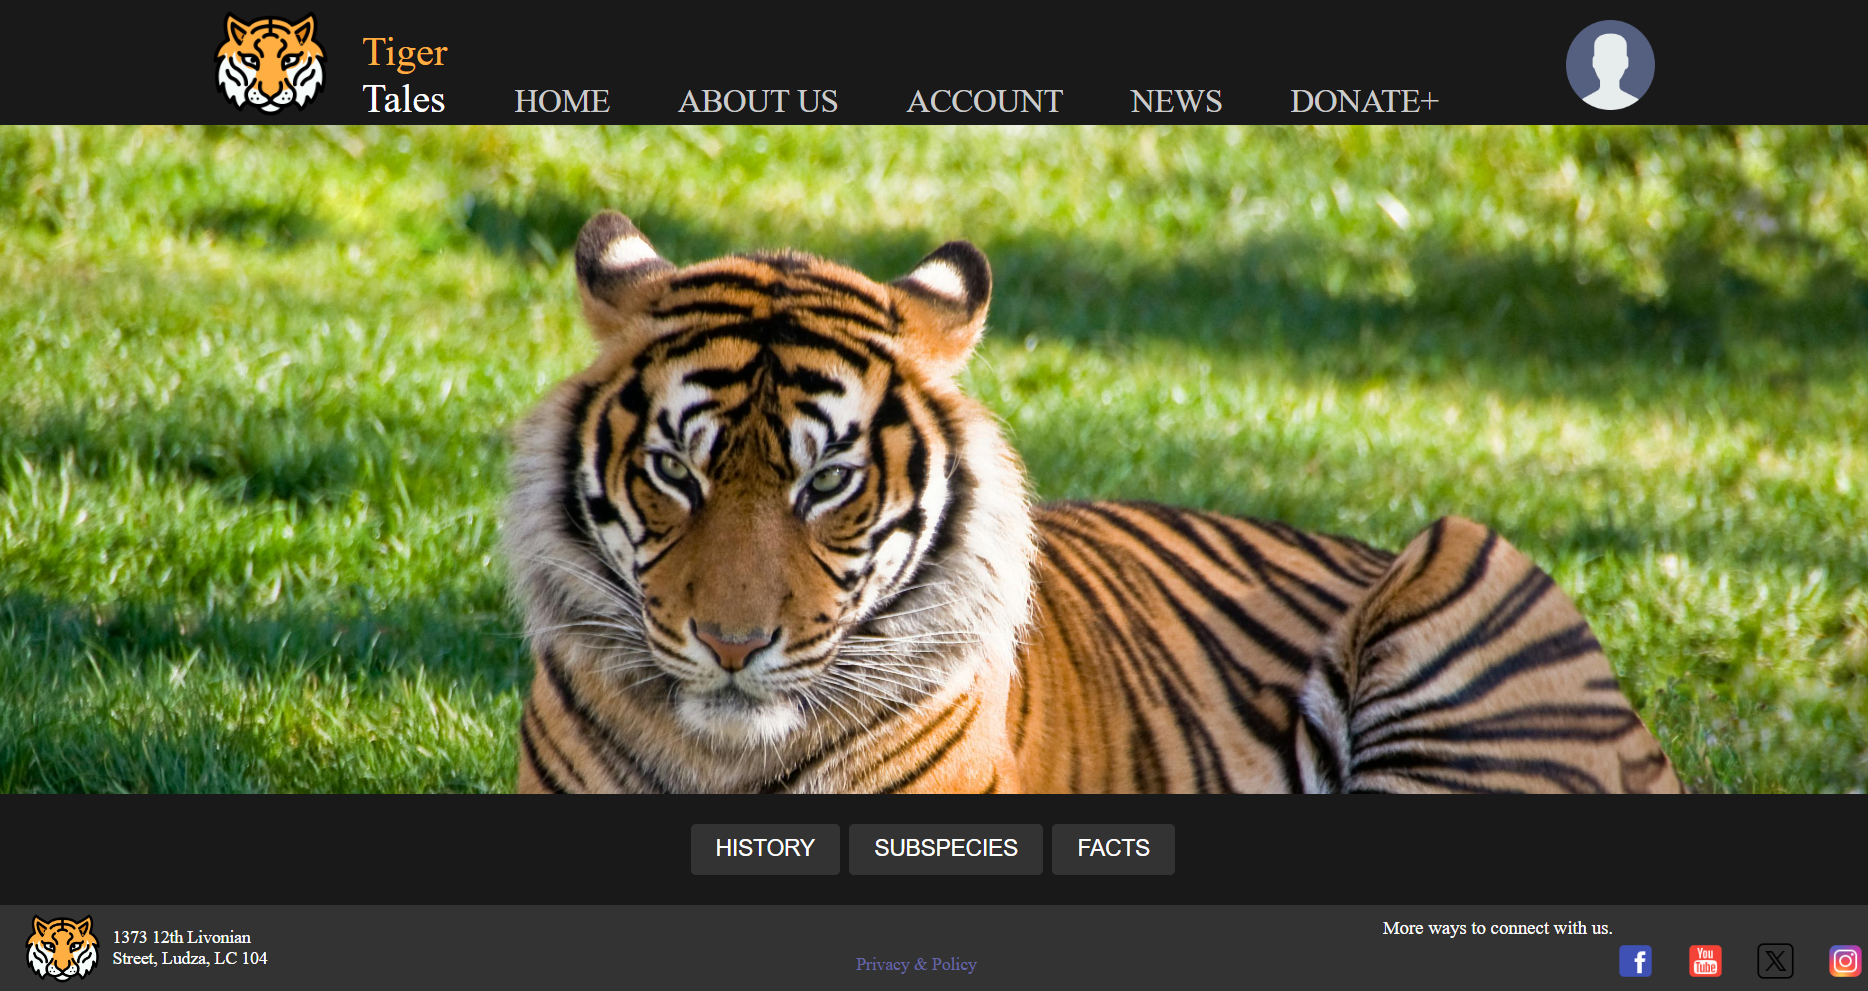 Tiger
Tales
HOME
ABOUT US
ACCOUNT
NEWS
DONATE+
HISTORY
SUBSPECIES
FACTS
1373 12th Livonian
Street, Ludza, LC 104
Privacy & Policy
More ways to connect with us.
f
You
Tube
X